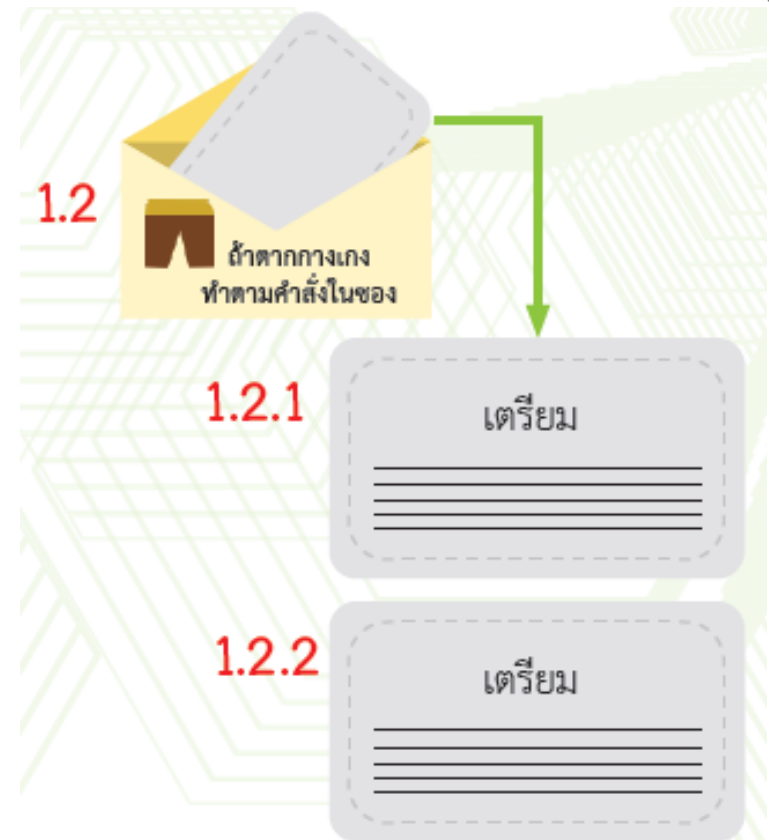 1.2
ถ้าตากกางเกง
ทำตามคำสั่งในซอง
1.2.1
เตรียม
1.2.2
เตรียม